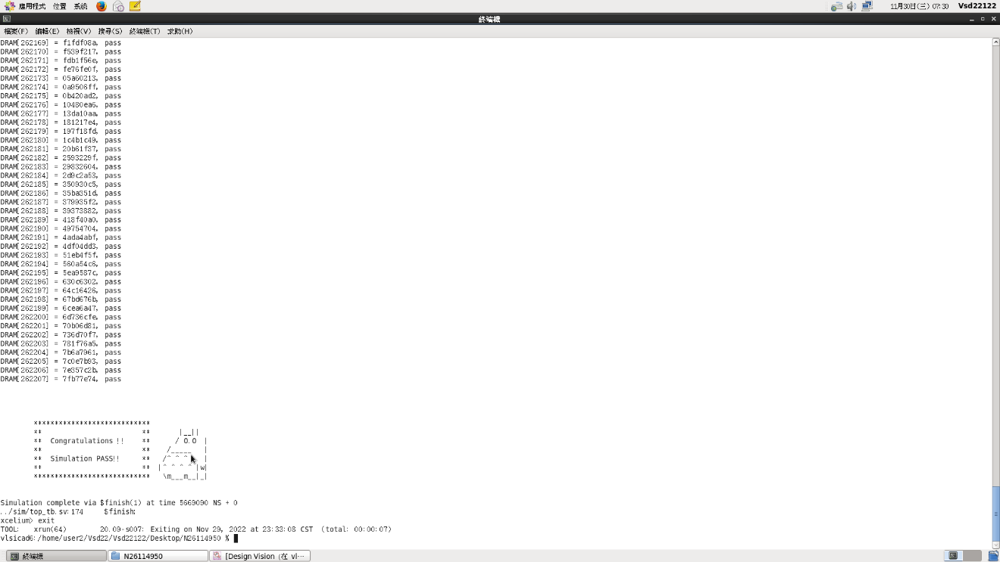 應用程式 位置 系統 11月30日(三) 07:30 Vsd22122
終端機
檔案(F) 編輯(E) 檢視(V) 搜尋(S) 終端機(T) 求助(H)
DRAM[262169] = f1fdf08a, pass
DRAM[262170] = f539f217, pass
DRAM[262171] = fdb1f56e, pass
DRAM[262172] = fe76fe0f, pass
DRAM[262173] = 05a60213, pass
DRAM[262174] = 0a9506ff, pass
DRAM[262175] = 0b420ad2, pass
DRAM[262176] = 10480ea6, pass
DRAM[262177] = 13da10aa, pass
DRAM[262178] = 181217e4, pass
DRAM[262179] = 197f18fd, pass
DRAM[262180] = 1c4b1c49, pass
DRAM[262181] = 20b61f37, pass
DRAM[262182] = 2593229f, pass
DRAM[262183] = 29832604, pass
DRAM[262184] = 2d9c2a53, pass
DRAM[262185] = 350930c5, pass
DRAM[262186] = 35ba351d, pass
DRAM[262187] = 379935f2, pass
DRAM[262188] = 39373882, pass
DRAM[262189] = 418f40a0, pass
DRAM[262190] = 49754704, pass
DRAM[262191] = 4ada4abf, pass
DRAM[262192] = 4df04dd3, pass
DRAM[262193] = 51eb4f5f, pass
DRAM[262194] = 560a54c6, pass
DRAM[262195] = 5ea9587c, pass
DRAM[262196] = 630c6302, pass
DRAM[262197] = 64c16426, pass
DRAM[262198] = 67bd676b, pass
DRAM[262199] = 6cea6a47, pass
DRAM[262200] = 6d736cfe, pass
DRAM[262201] = 70b06d81, pass
DRAM[262202] = 736d70f7, pass
DRAM[262203] = 781f76a5, pass
DRAM[262204] = 7b6a7961, pass
DRAM[262205] = 7c0e7b93, pass
DRAM[262206] = 7e357c2b, pass
DRAM[262207] = 7fb77e74, pass
****************************
** ** |__||
** Congratulations !! ** / O.O |
** ** /_____ |
** Simulation PASS!! ** /^ ^ ^ \ |
** ** |^ ^ ^ ^ |w|
**************************** \m___m__|_|
Simulation complete via $finish(1) at time 5669090 NS + 0
../sim/top_tb.sv:174 $finish;
xcelium> exit
TOOL: xrun(64) 20.09-s007: Exiting on Nov 29, 2022 at 23:33:08 CST (total: 00:00:07)
vlsicad6:/home/user2/Vsd22/Vsd22122/Desktop/N26114950 %
終端機 N26114950 [Design Vision (在 vl⋯